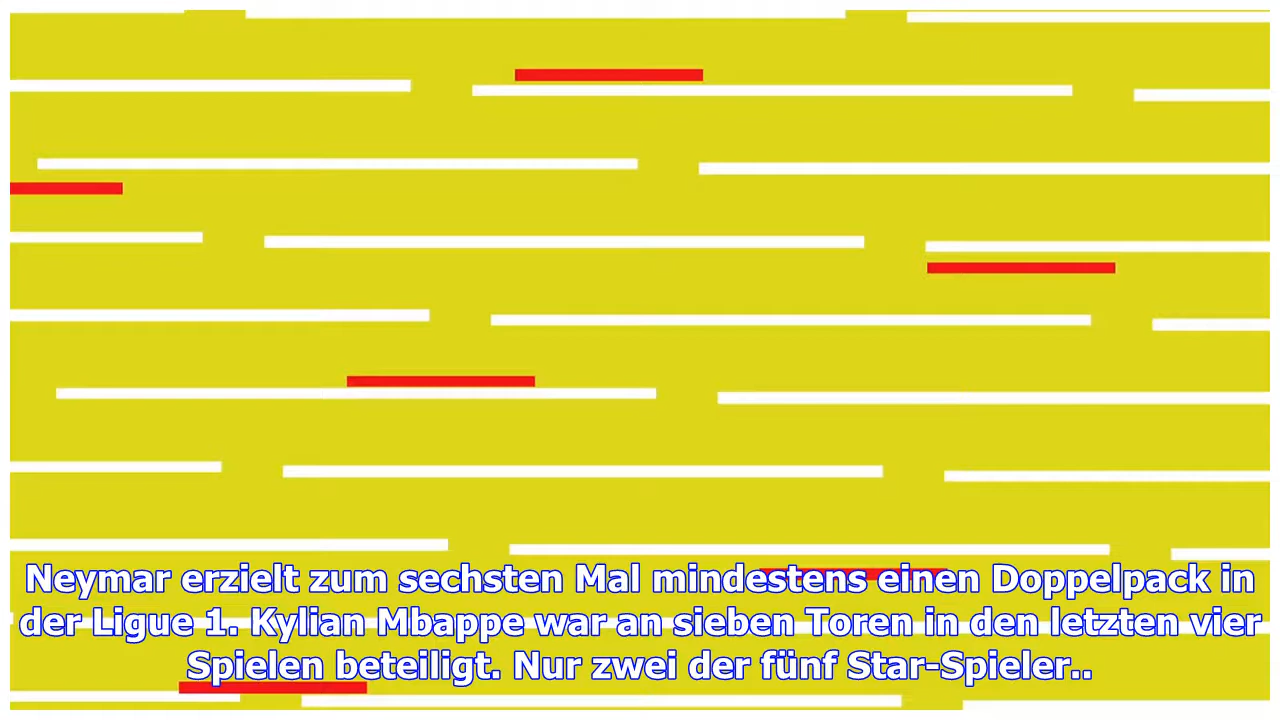 Neymar erzielt zum sechsten Mal mindestens einen Doppelpack in
der Ligue 1. Kylian Mbappe war an sieben Toren in den letzten vier
Spielen beteiligt. Nur zwei der fünf Star-Spieler..